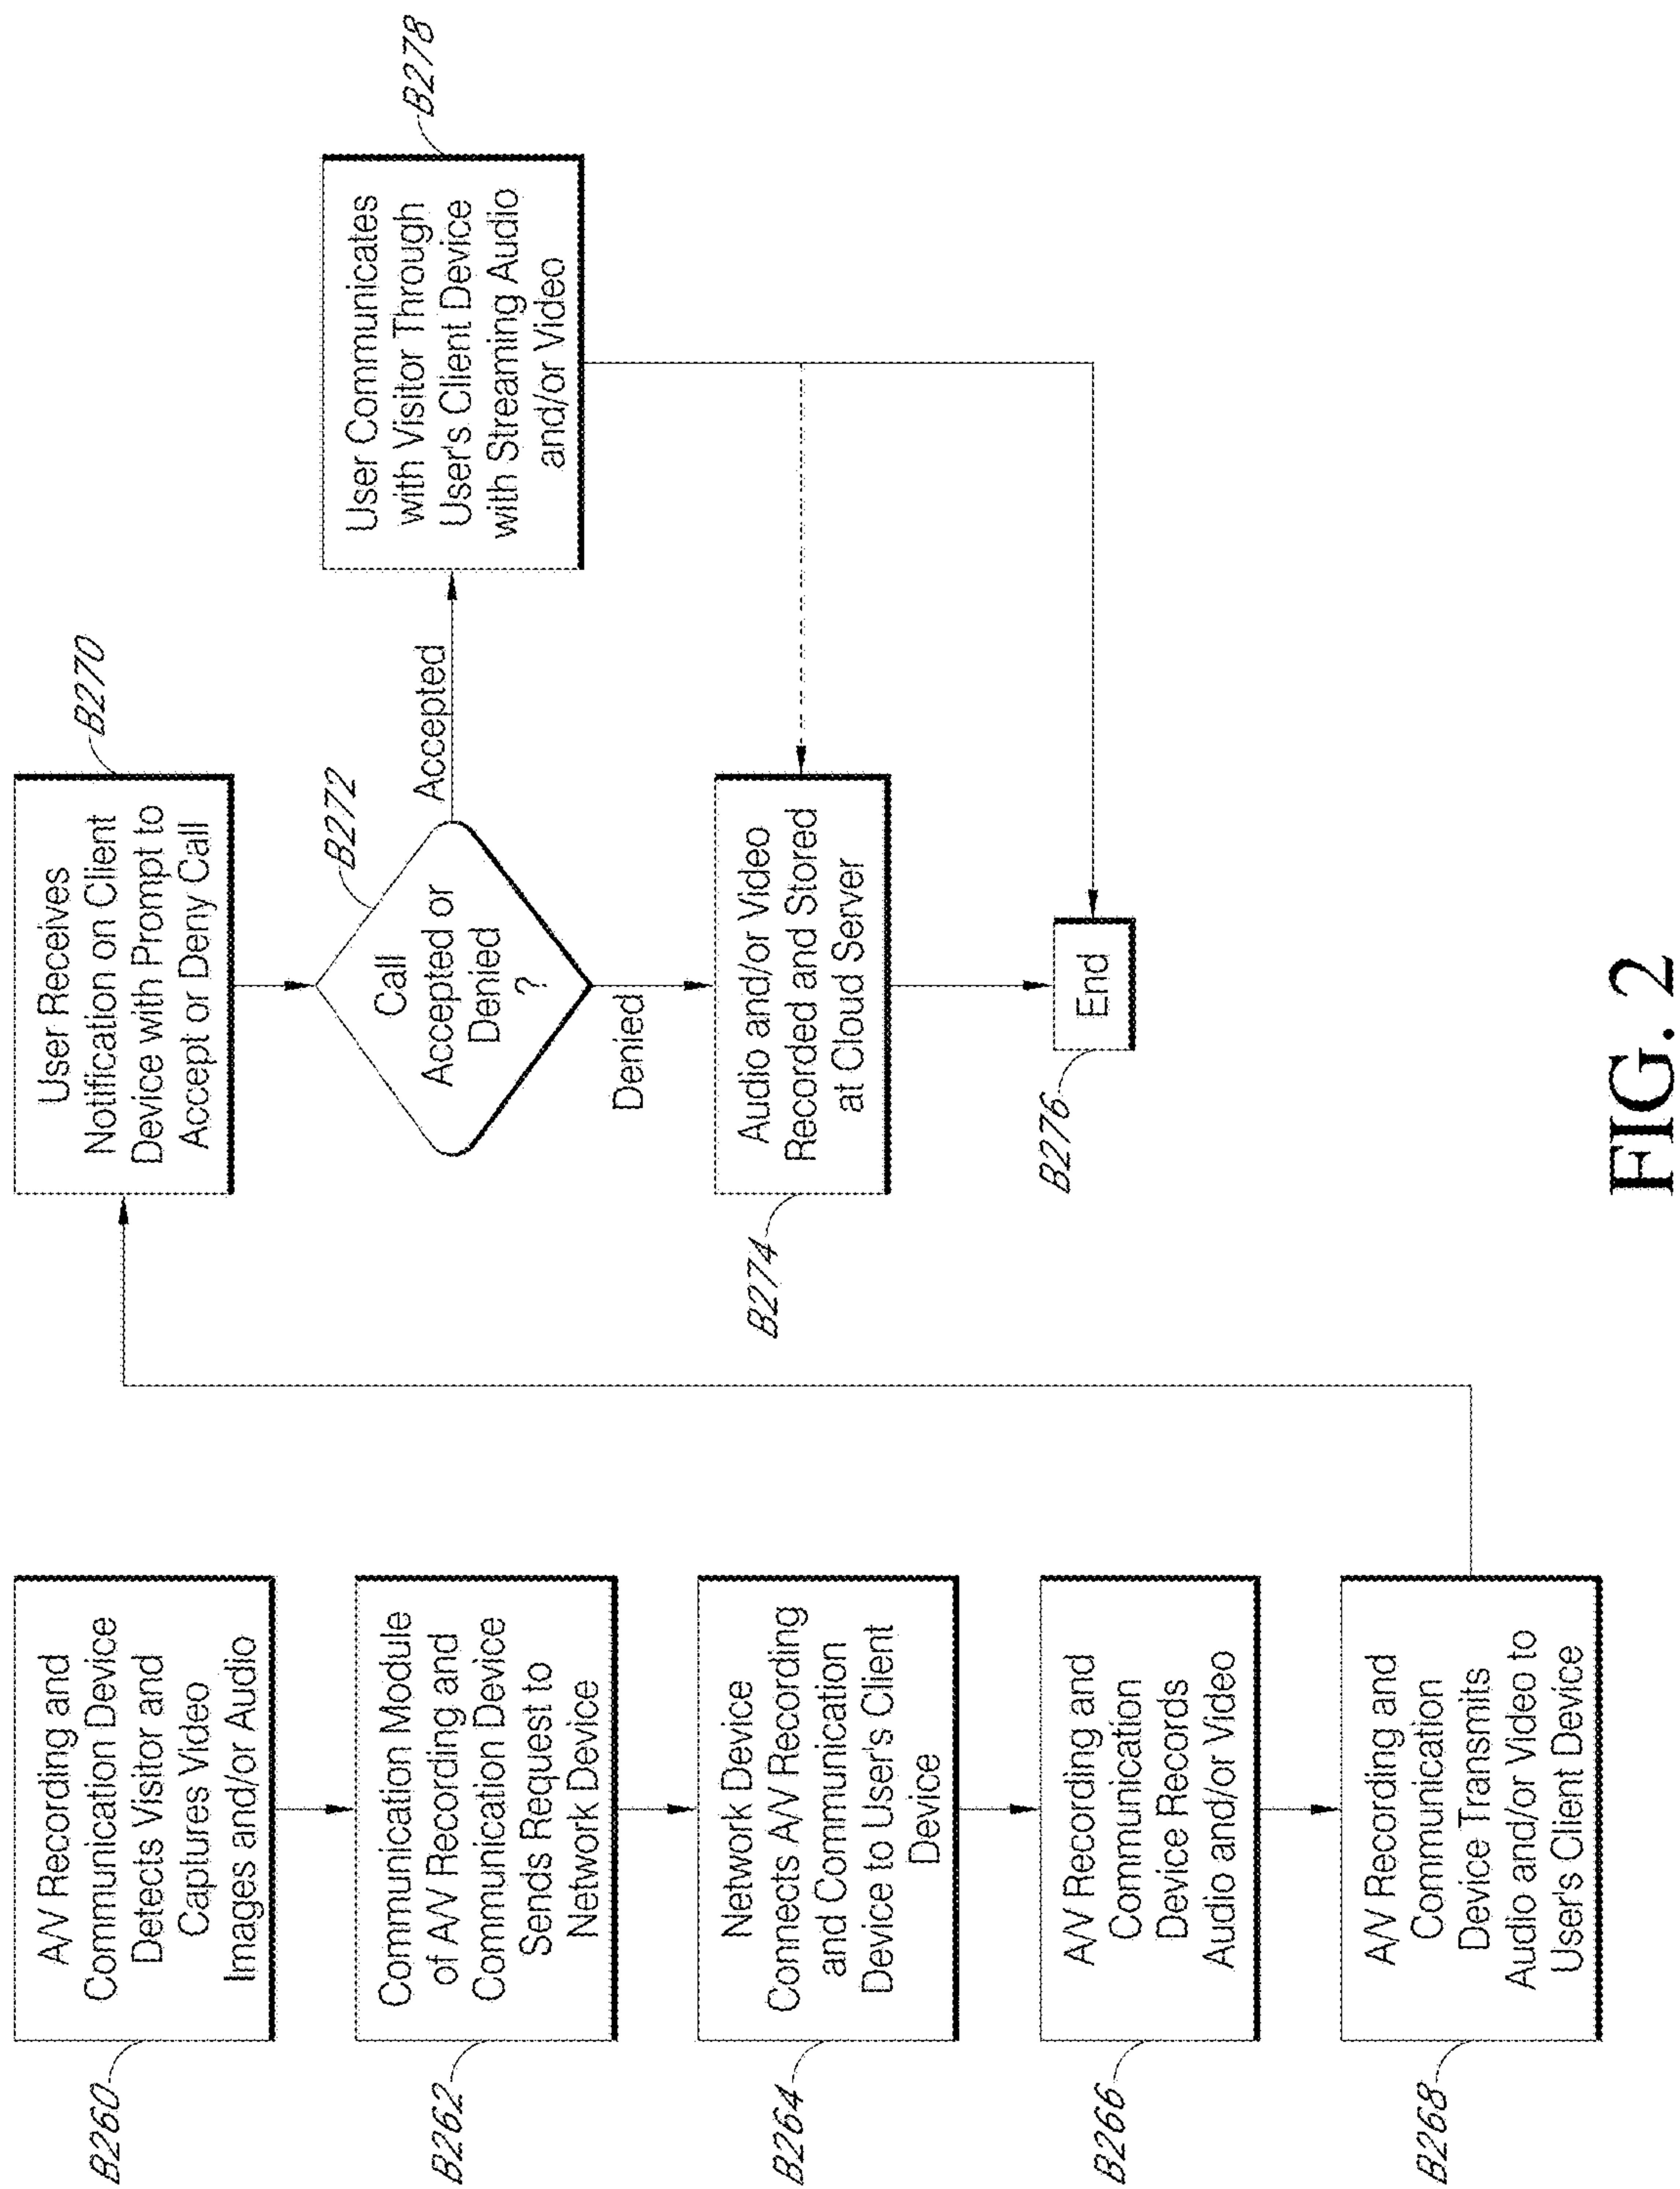 B260
A/V Recording and
Communication Device
Detects Visitor and
Captures Video
Images and/or Audio
B262
Communication Module
of A/V Recording and
Communication Device
Sends Request to
Network Device
B264
Network Device
Connects A/V Recording
and Communication
Device to User's Client
Device
B266
A/V Recording and
Communication
Device Records
Audio and/or Video
B268
A/V Recording and
Communication
Device Transmits
Audio and/or Video to
User's Client Device
B270
User Receives
Notification on Client
Device with Prompt to
Accept or Deny Call
B272
Call
Accepted or
Denied
?
Accepted
Denied
B278
User Communicates
with Visitor Through
User's Client Device
with Streaming Audio
and/or Video
B274
Audio and/or Video
Recorded and Stored
at Cloud Server
B276
End
FIG. 2